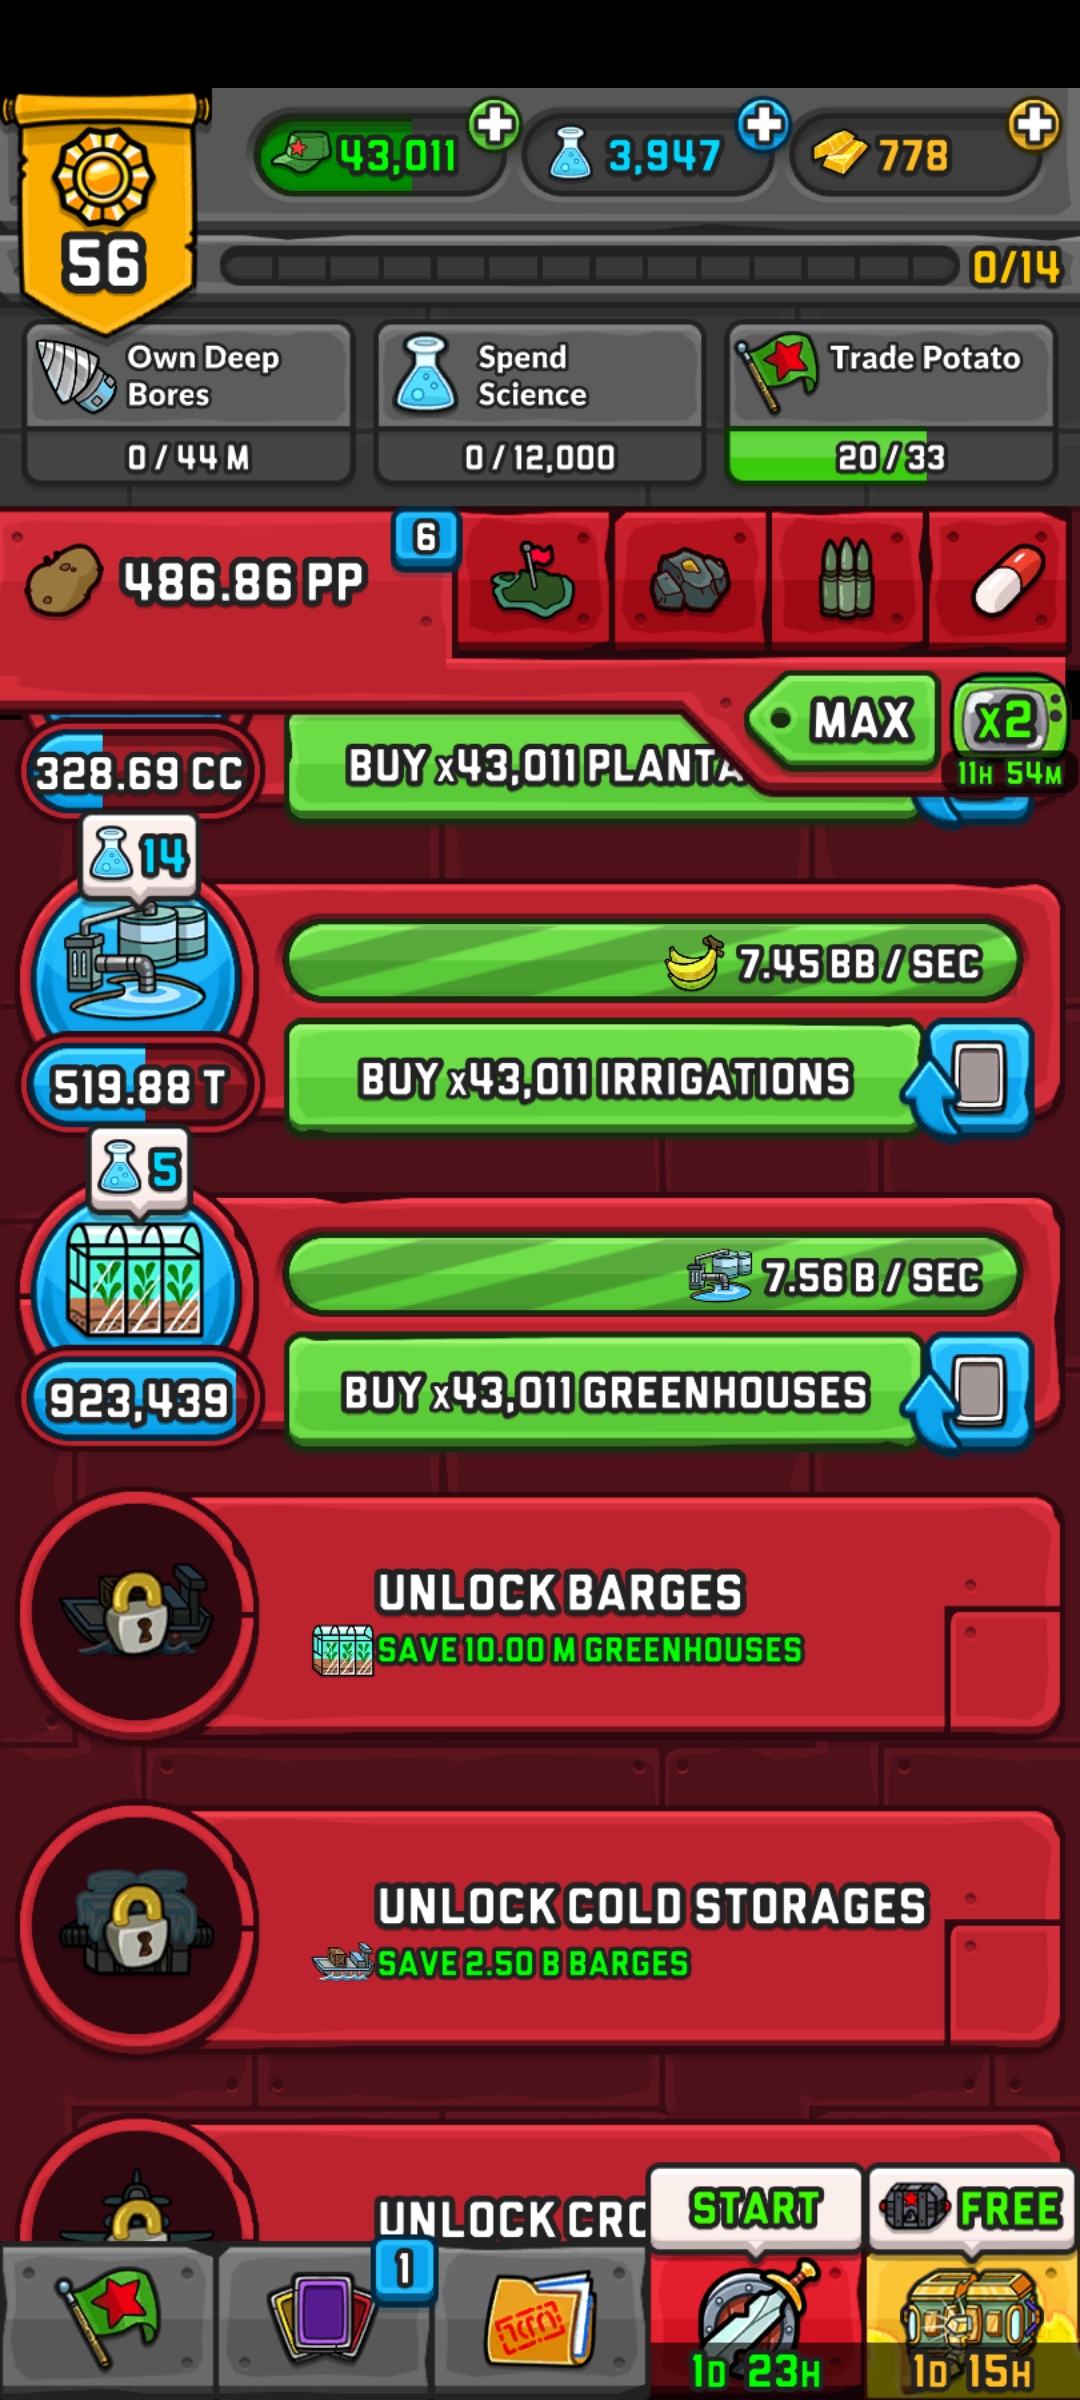 43,011
3,947
778
56
0/14
Own Deep
Bores
0 / 44 M
Spend
Science
0 / 12,000
Trade Potato
20 / 33
486.86 PP
6
MAX
x2
11H 54M
328.69 CC
BUY x43,011 PLANTA
14
7.45 BB / SEC
519.88 T
BUY x43,011 IRRIGATIONS
5
7.56 B / SEC
923,439
BUY x43,011 GREENHOUSES
UNLOCK BARGES
SAVE 10.00 M GREENHOUSES
UNLOCK COLD STORAGES
SAVE 2.50 B BARGES
UNLOCK CRO
START
FREE
1
1D 23H
1D 15H